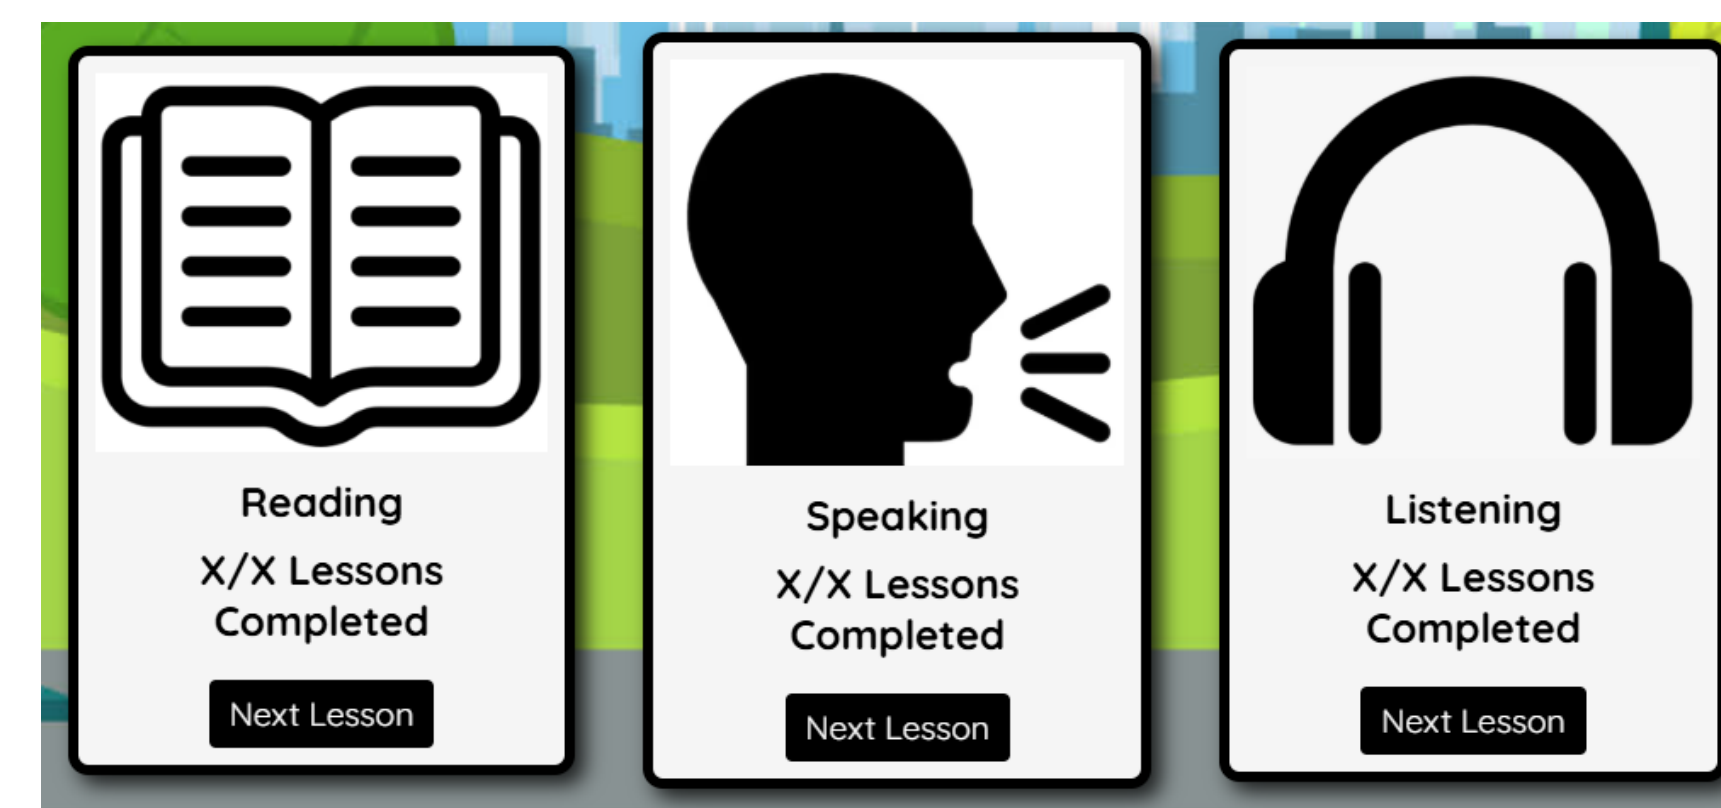 Reading
X/X Lessons
Completed
Next Lesson
Speaking
X/X Lessons
Completed
Next Lesson
Listening
X/X Lessons
Completed
Next Lesson